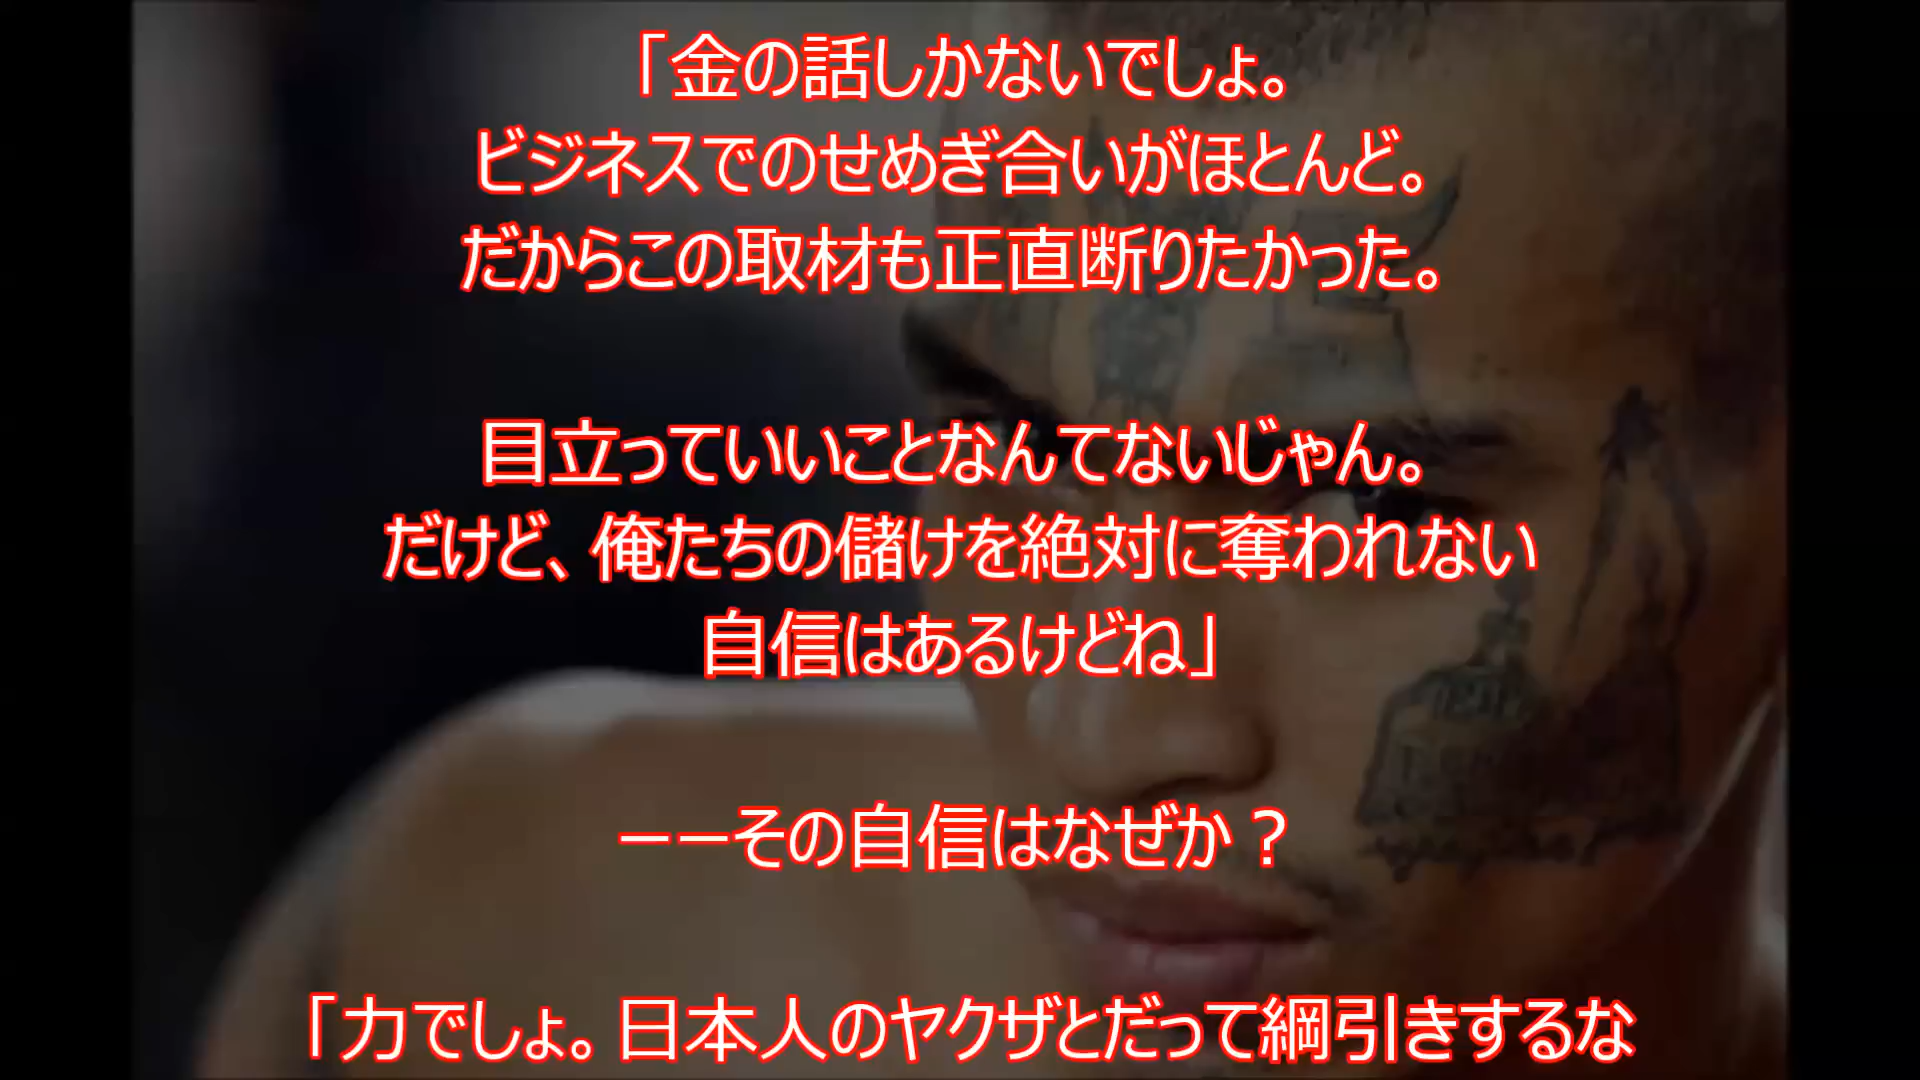 「金の話しかないでしょ。
ビジネスでのせめぎ合いがほとんど。
だからこの取材も正直断りたかった。
目立っていいことなんてないじゃん。
だけど、俺たちの儲けを絶対に奪われない
自信はあるけどね」
ーーその自信はなぜか？
「力でしょ。日本人のヤクザとだって綱引きするな